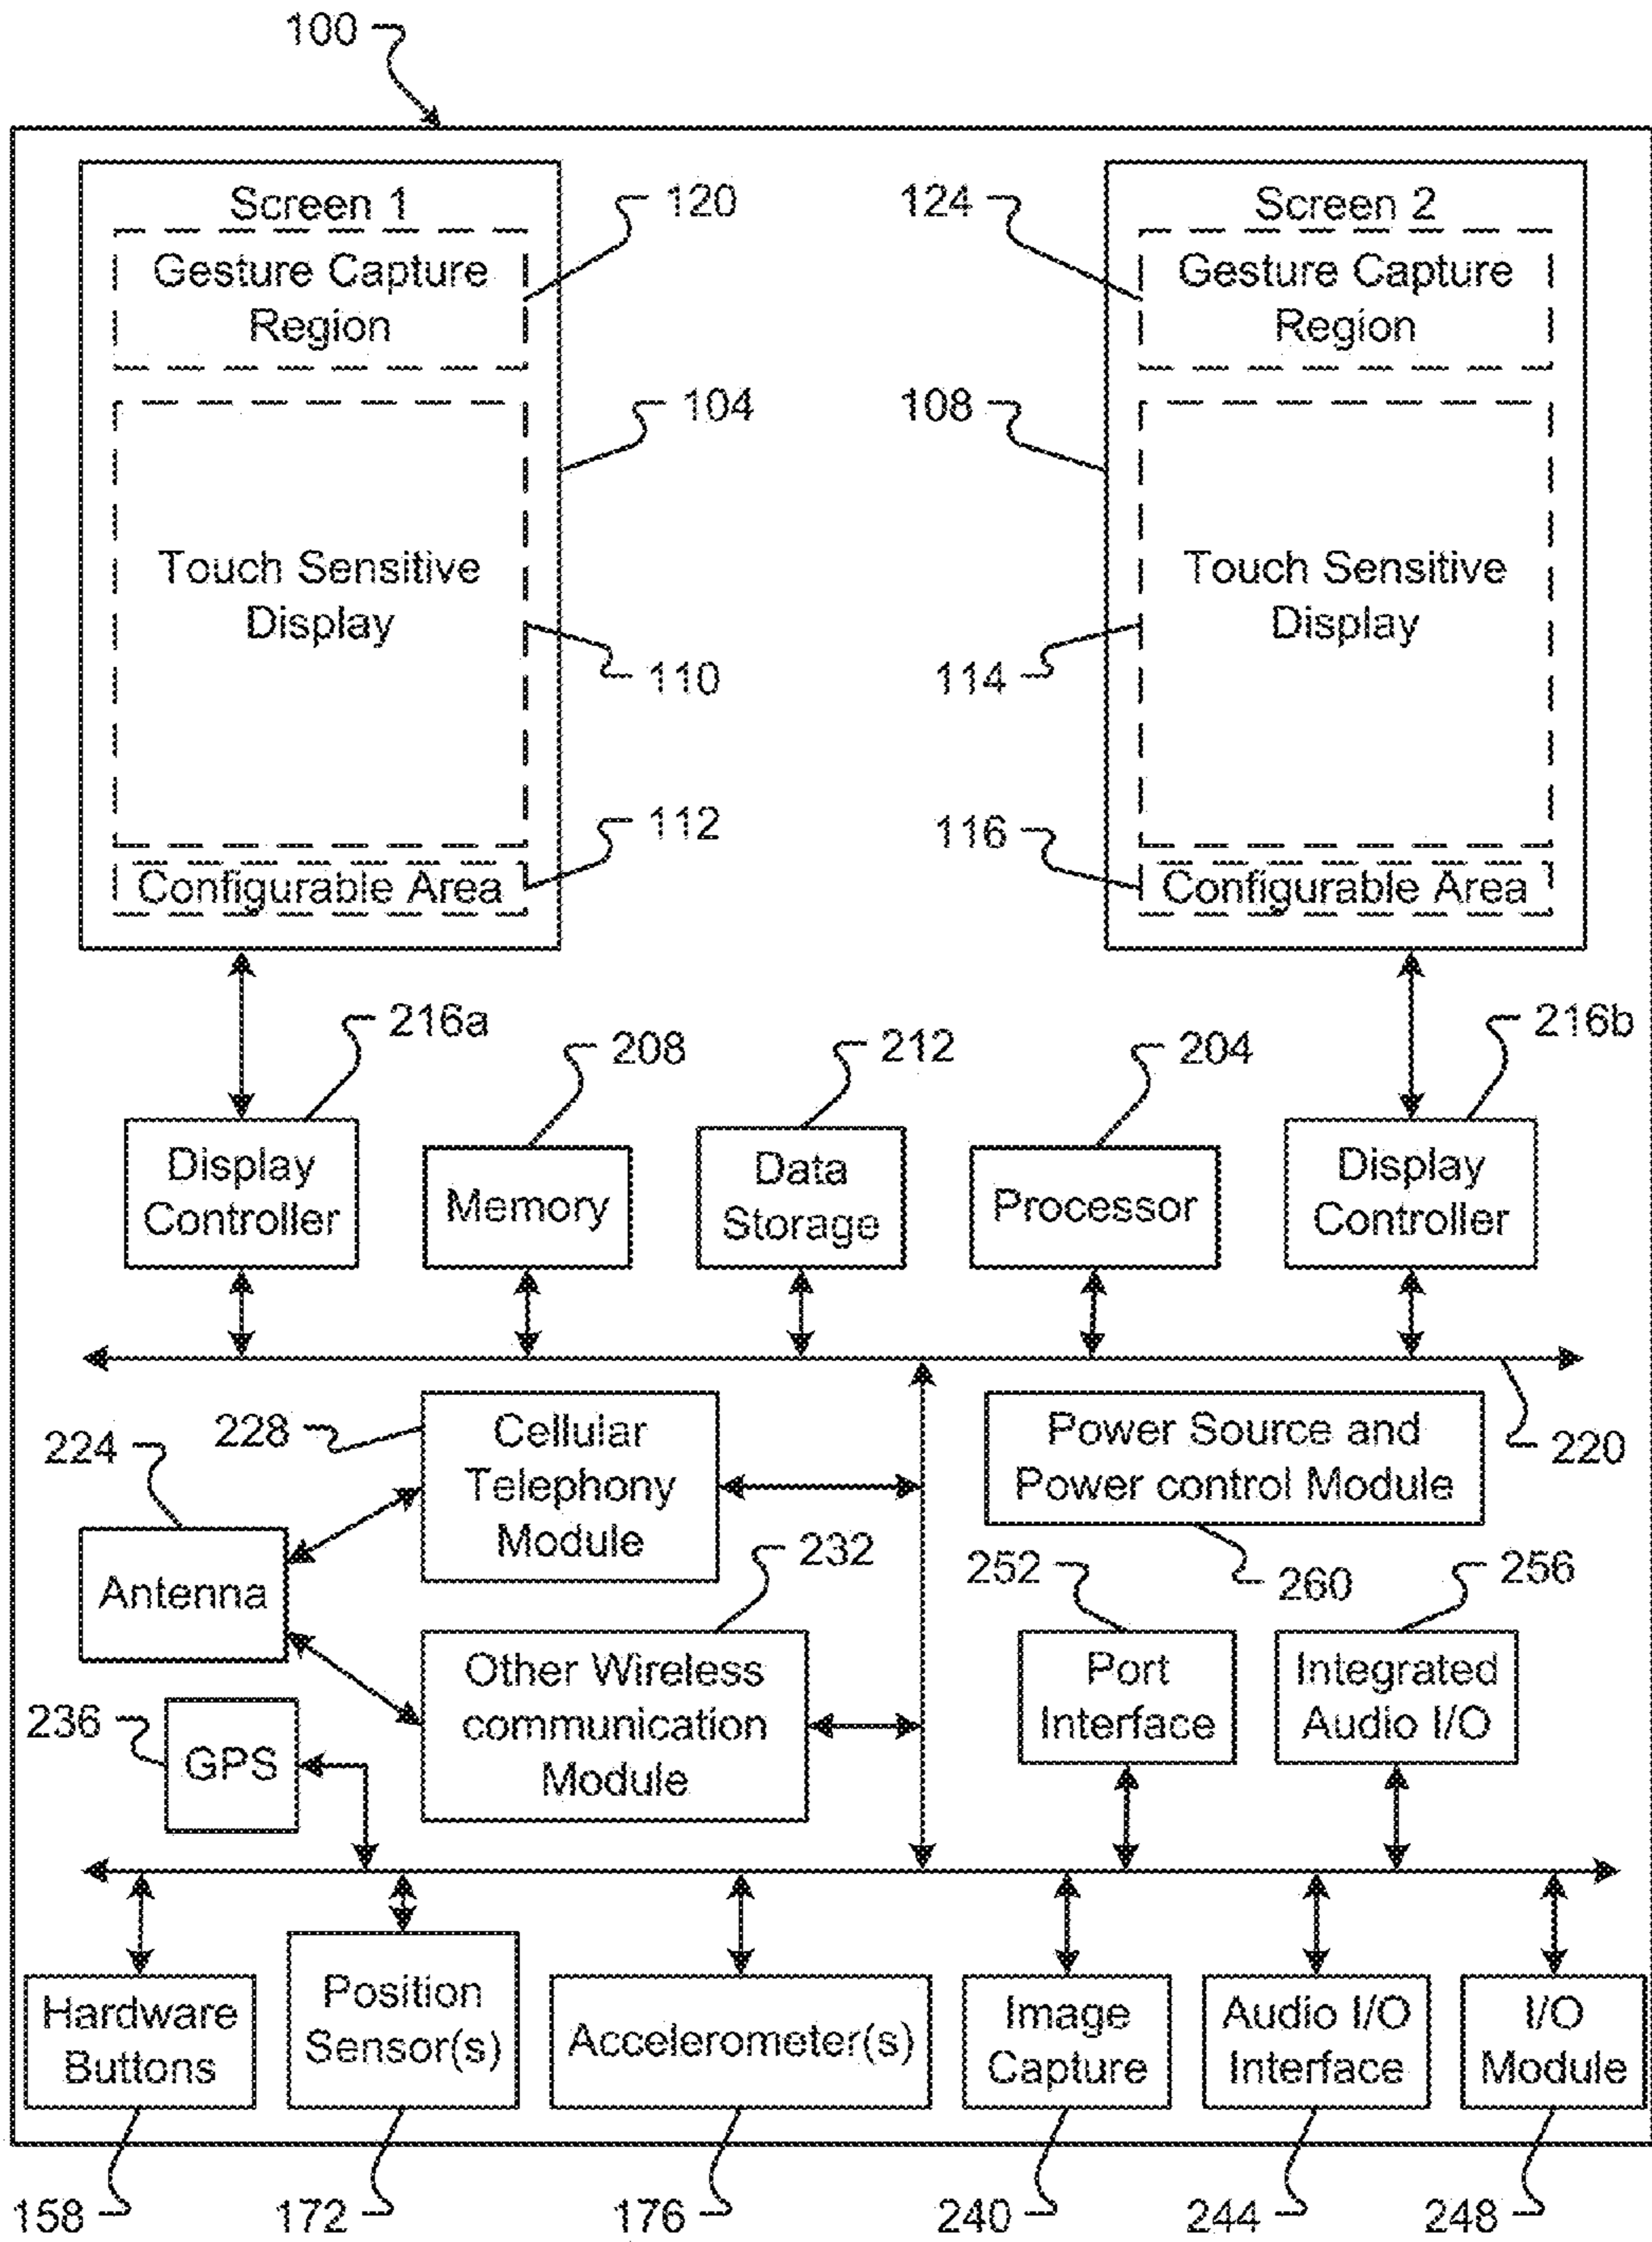 100
Screen 1
120
124
Screen 2
Gesture Capture
Region
Gesture Capture
Region
104
108
Touch Sensitive
Display
Touch Sensitive
Display
110
114
112
116
Configurable Area
Configurable Area
216a
208
212
204
216b
Display
Controller
Memory
Data
Storage
Processor
Display
Controller
224
228
Cellular
Telephony
Module
Power Source and
Power control Module
220
Antenna
232
252
260
256
236
GPS
Other Wireless
communication
Module
Port
Interface
Integrated
Audio I/O
Hardware
Buttons
Position
Sensor(s)
Accelerometer(s)
Image
Capture
Audio I/O
Interface
I/O
Module
158
172
176
240
244
248